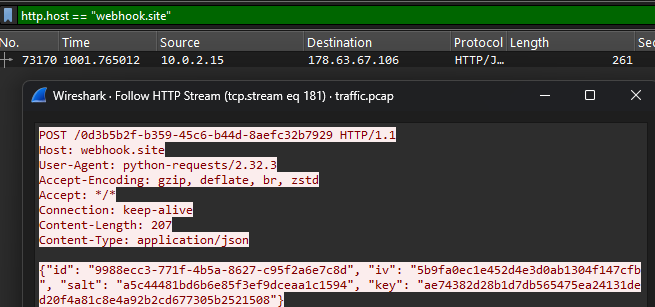 http.host == "webhook.site"
No. Time Source Destination Protocol Length Sec
73170 1001.765012 10.0.2.15 178.63.67.106 HTTP/J… 261
Wireshark · Follow HTTP Stream (tcp.stream eq 181) · traffic.pcap
POST /0d3b5b2f-b359-45c6-b44d-8aefc32b7929 HTTP/1.1
Host: webhook.site
User-Agent: python-requests/2.32.3
Accept-Encoding: gzip, deflate, br, zstd
Accept: */*
Connection: keep-alive
Content-Length: 207
Content-Type: application/json
{"id": "9988ecc3-771f-4b5a-8627-c95f2a6e7c8d", "iv": "5b9fa0ec1e452d4e3d0ab1304f147cfb
", "salt": "a5c44481bd6b6e85f3ef9dceaa1c1594", "key": "ae74382d28b1d7db565475ea24131de
d20f4a81c8e4a92b2cd677305b2521508"}